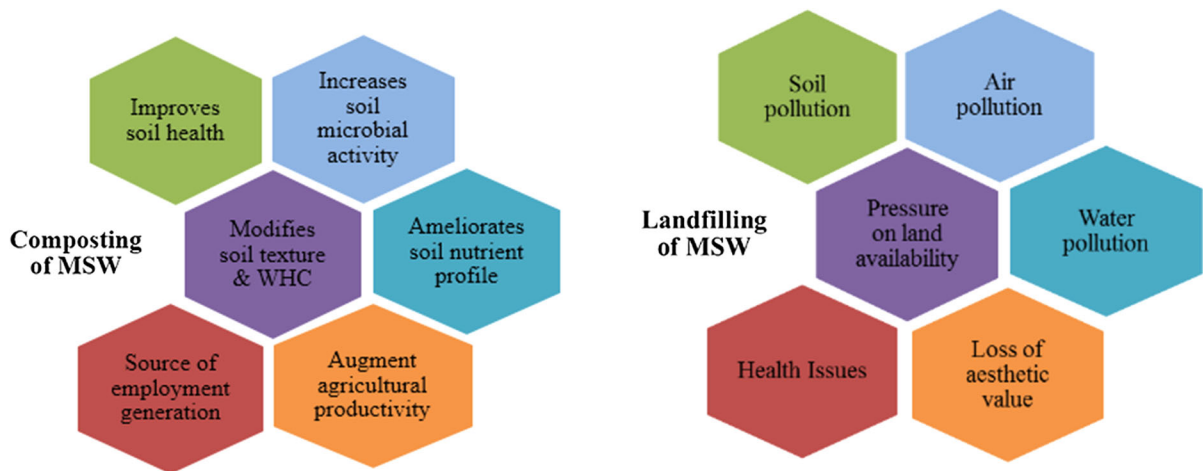 Improves
soil health
Increases
soil
microbial
activity
Composting
of MSW
Modifies
soil texture
& WHC
Ameliorates
soil nutrient
profile
Source of
employment
generation
Augment
agricultural
productivity
Soil
pollution
Air
pollution
Landfilling
of MSW
Pressure
on land
availability
Water
pollution
Health Issues
Loss of
aesthetic
value